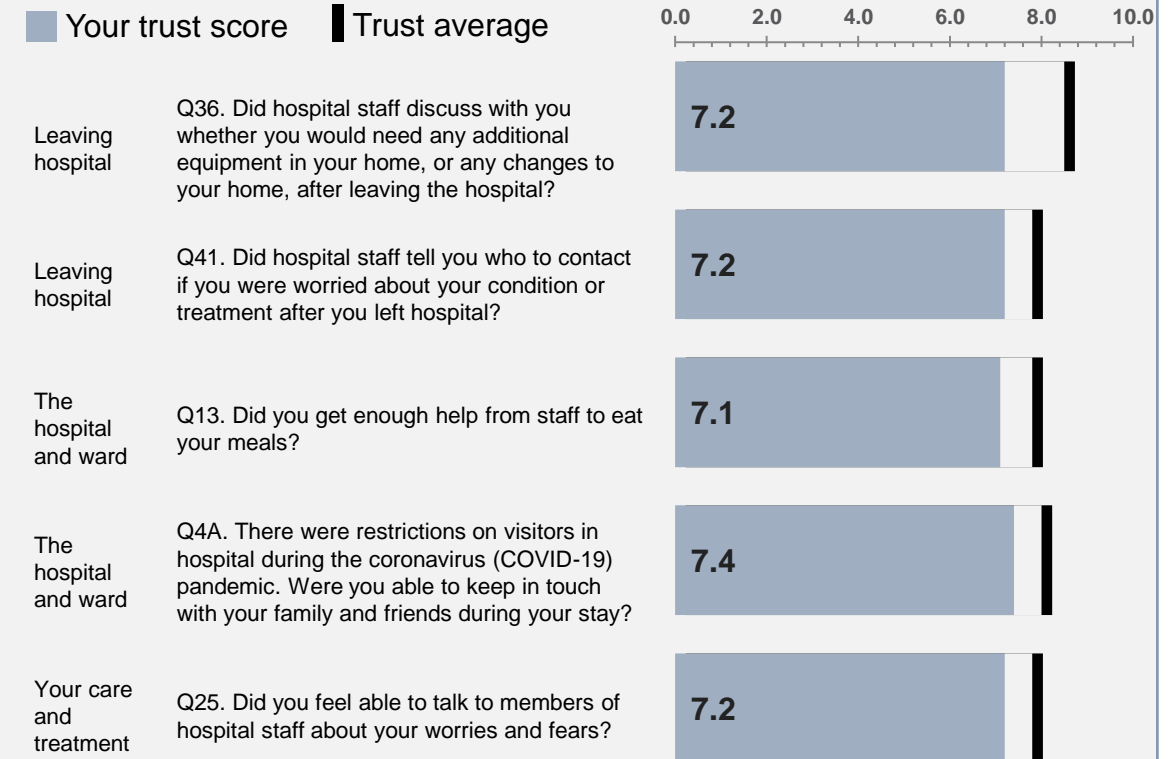 Your trust score Trust average
0.0 2.0 4.0 6.0 8.0 10.0
Leaving
hospital
Q36. Did hospital staff discuss with you
whether you would need any additional
equipment in your home, or any changes to
your home, after leaving the hospital?
7.2
Leaving
hospital
Q41. Did hospital staff tell you who to contact
if you were worried about your condition or
treatment after you left hospital?
7.2
The
hospital
and ward
Q13. Did you get enough help from staff to eat
your meals?
7.1
The
hospital
and ward
Q4A. There were restrictions on visitors in
hospital during the coronavirus (COVID-19)
pandemic. Were you able to keep in touch
with your family and friends during your stay?
7.4
Your care
and
treatment
Q25. Did you feel able to talk to members of
hospital staff about your worries and fears?
7.2